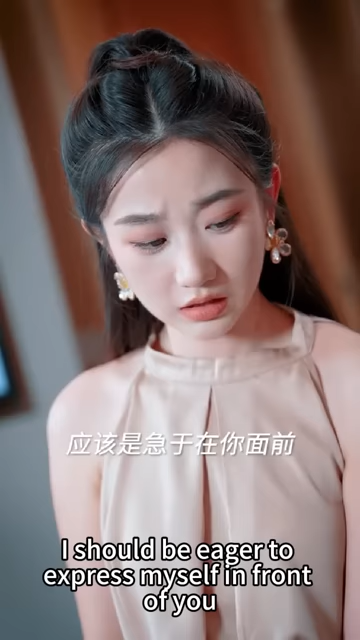 应该是急于在你面前
I should be eager to
express myself in front
of you